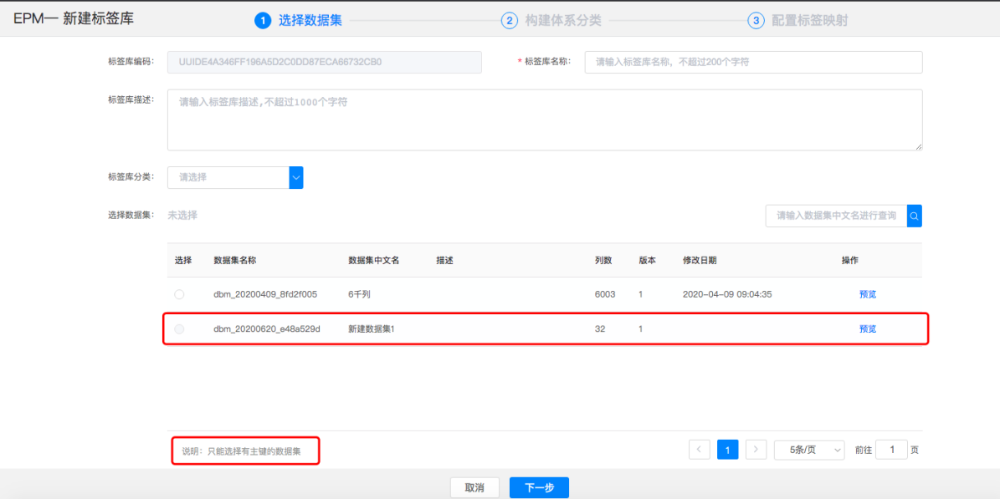 EPM— 新建标签库
1 选择数据集
2 构建体系分类
3 配置标签映射
标签库编码: UUIDE4A346FF196A5D2C0DD87ECA66732CB0
* 标签库名称: 请输入标签库名称，不超过200个字符
标签库描述: 请输入标签库描述,不超过1000个字符
标签库分类: 请选择
选择数据集: 未选择
请输入数据集中文名进行查询
选择 数据集名称 数据集中文名 描述 列数 版本 修改日期 操作
dbm_20200409_8fd2f005 6千列 6003 1 2020-04-09 09:04:35 预览
dbm_20200620_e48a529d 新建数据集1 32 1 预览
说明：只能选择有主键的数据集
1 5条/页 前往 1 页
取消 下一步